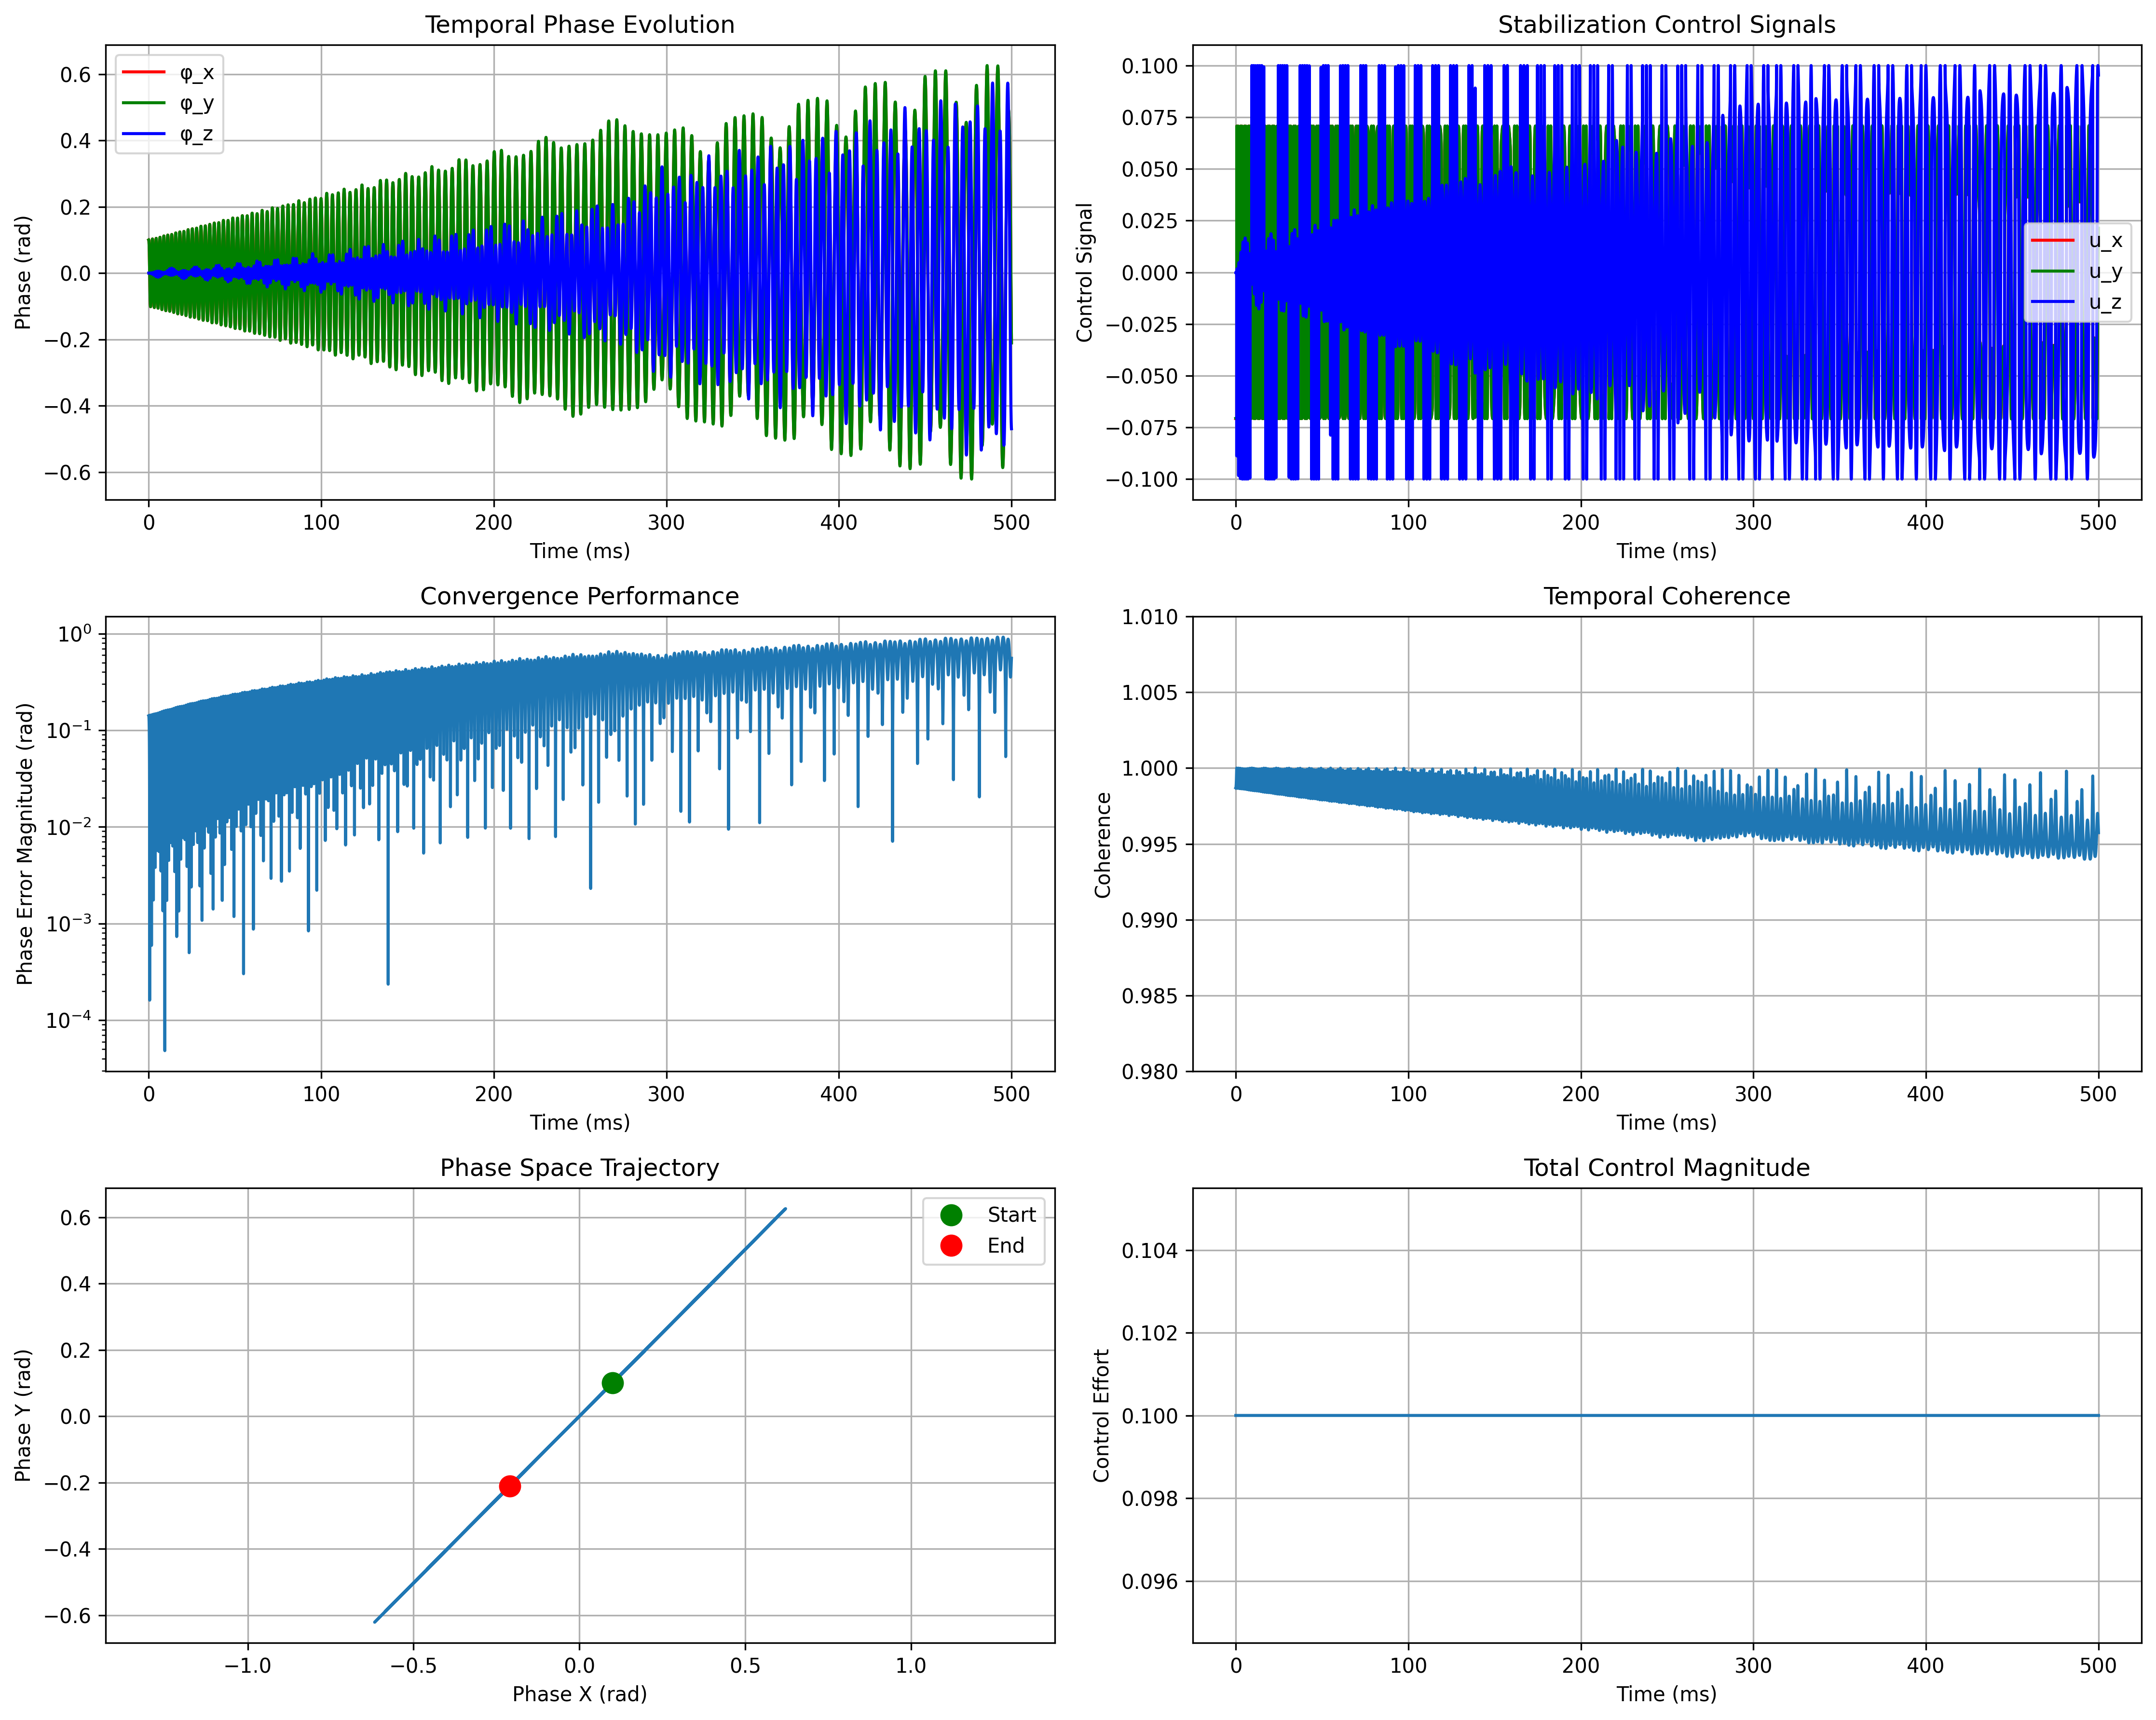 Temporal Phase Evolution
Phase (rad)
0.6
0.4
0.2
0.0
−0.2
−0.4
−0.6
φ_x
φ_y
φ_z
0 100 200 300 400 500
Time (ms)
Stabilization Control Signals
Control Signal
0.100
0.075
0.050
0.025
0.000
−0.025
−0.050
−0.075
−0.100
u_x
u_y
u_z
0 100 200 300 400 500
Time (ms)
Convergence Performance
Phase Error Magnitude (rad)
10⁰
10⁻¹
10⁻²
10⁻³
10⁻⁴
0 100 200 300 400 500
Time (ms)
Temporal Coherence
Coherence
1.010
1.005
1.000
0.995
0.990
0.985
0.980
0 100 200 300 400 500
Time (ms)
Phase Space Trajectory
Phase Y (rad)
0.6
0.4
0.2
0.0
−0.2
−0.4
−0.6
Start
End
−1.0 −0.5 0.0 0.5 1.0
Phase X (rad)
Total Control Magnitude
Control Effort
0.104
0.102
0.100
0.098
0.096
0 100 200 300 400 500
Time (ms)